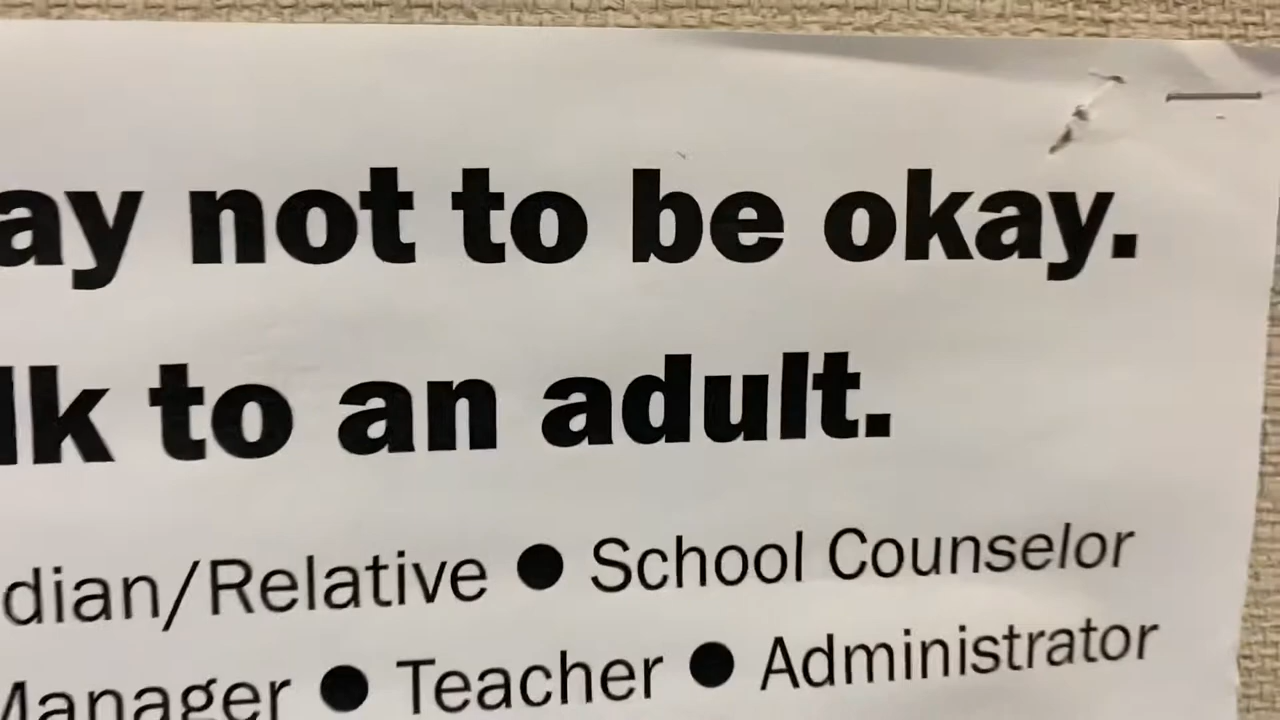 ay not to be okay.
lk to an adult.
dian/Relative ● School Counselor
Manager ● Teacher ● Administrator